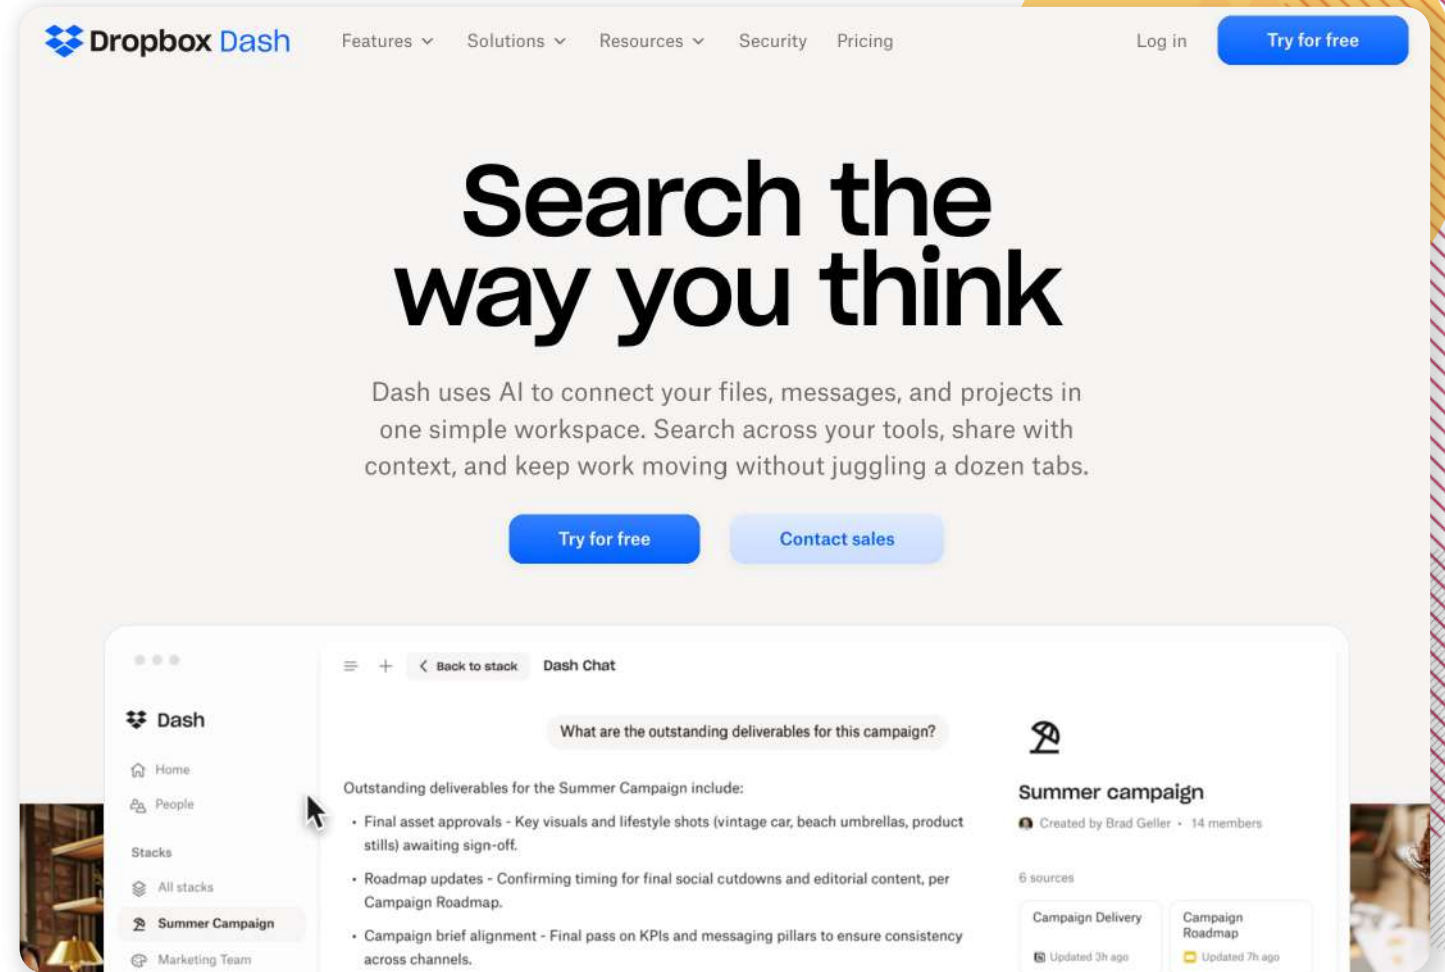 Dropbox Dash
Features
Solutions
Resources
Security
Pricing
Log in
Try for free
Search the
way you think
Dash uses AI to connect your files, messages, and projects in
one simple workspace. Search across your tools, share with
context, and keep work moving without juggling a dozen tabs.
Try for free
Contact sales
Dash
Home
People
Stacks
All stacks
Summer Campaign
Marketing Team
Back to stack
Dash Chat
What are the outstanding deliverables for this campaign?
Outstanding deliverables for the Summer Campaign include:
• Final asset approvals - Key visuals and lifestyle shots (vintage car, beach umbrellas, product
stills) awaiting sign-off.
• Roadmap updates - Confirming timing for final social cutdowns and editorial content, per
Campaign Roadmap.
• Campaign brief alignment - Final pass on KPIs and messaging pillars to ensure consistency
across channels.
Summer campaign
Created by Brad Geller • 14 members
6 sources
Campaign Delivery
Updated 3h ago
Campaign
Roadmap
Updated 7h ago